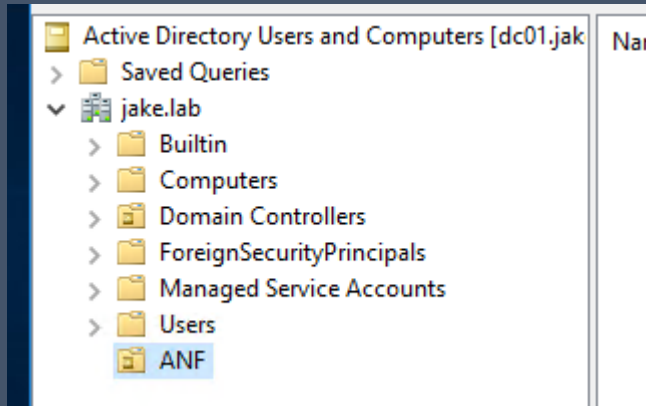 Active Directory Users and Computers [dc01.jak
Saved Queries
jake.lab
Builtin
Computers
Domain Controllers
ForeignSecurityPrincipals
Managed Service Accounts
Users
ANF